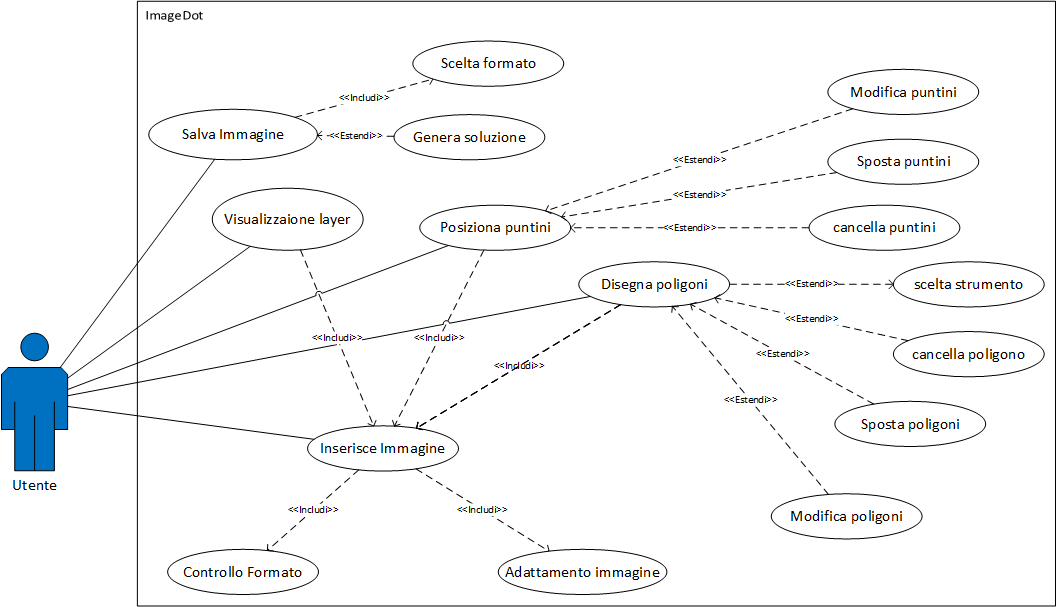 ImageDot
Scelta formato
<<Includi>>
Modifica puntini
Salva Immagine
<<Estendi>>
Genera soluzione
<<Estendi>>
Sposta puntini
<<Estendi>>
Visualizzaione layer
Posiziona puntini
<<Estendi>>
cancella puntini
Disegna poligoni
<<Estendi>>
scelta strumento
<<Estendi>>
<<Includi>>
<<Includi>>
cancella poligono
<<Estendi>>
<<Includi>>
<<Estendi>>
Sposta poligoni
Inserisce Immagine
Utente
<<Includi>>
<<Includi>>
Modifica poligoni
Controllo Formato
Adattamento immagine